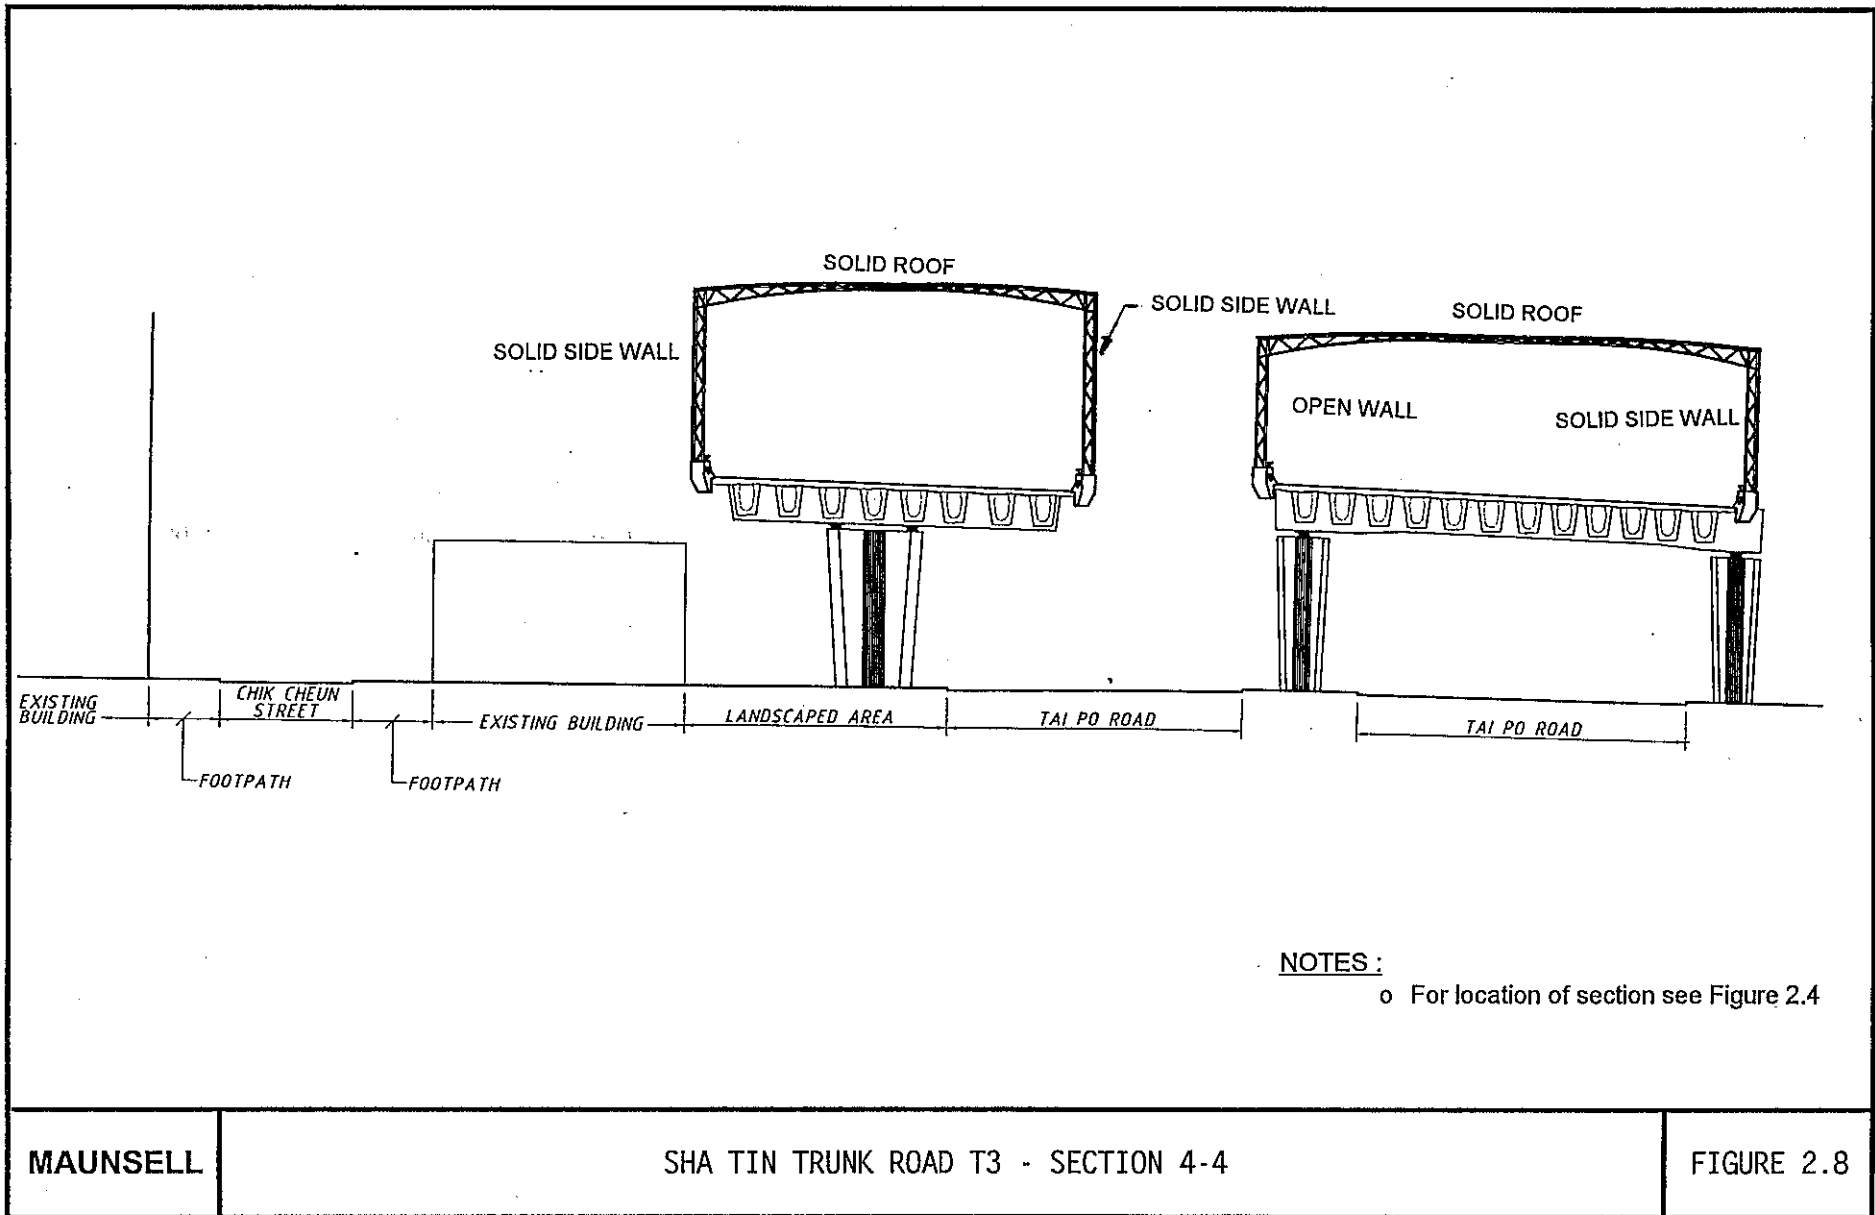 SOLID ROOF
SOLID SIDE WALL
SOLID SIDE WALL
SOLID ROOF
OPEN WALL
SOLID SIDE WALL
EXISTING
BUILDING
CHIK CHEUN
STREET
EXISTING BUILDING
LANDSCAPED AREA
TAI PO ROAD
TAI PO ROAD
FOOTPATH
FOOTPATH
NOTES :
o For location of section see Figure 2.4
MAUNSELL
SHA TIN TRUNK ROAD T3 - SECTION 4-4
FIGURE 2.8